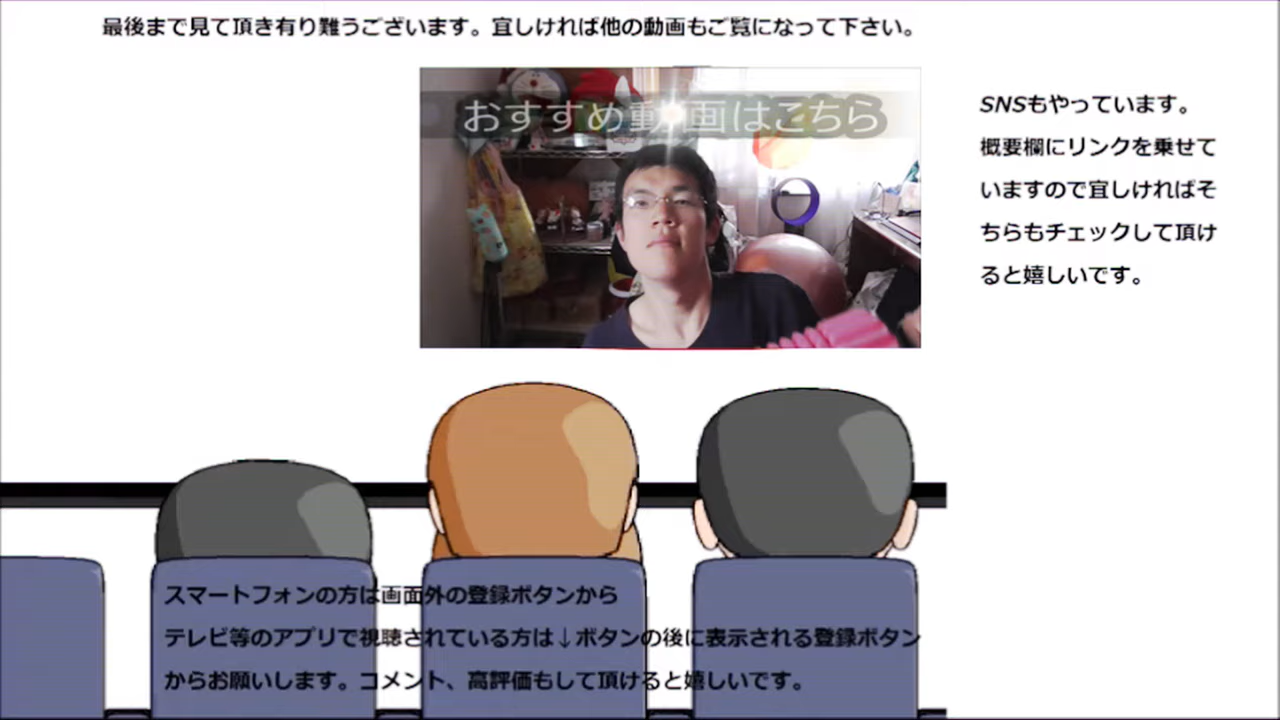 最後まで見て頂き有り難うございます。宜しければ他の動画もご覧になって下さい。
おすすめ動画はこちら
SNSもやっています。
概要欄にリンクを乗せて
いますので宜しければそ
ちらもチェックして頂け
ると嬉しいです。
スマートフォンの方は画面外の登録ボタンから
テレビ等のアプリで視聴されている方は↓ボタンの後に表示される登録ボタン
からお願いします。コメント、高評価もして頂けると嬉しいです。